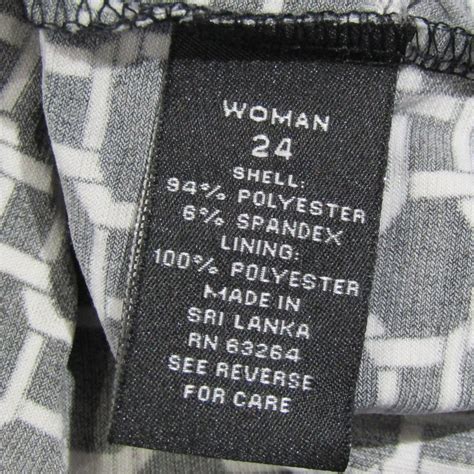 WOMAN
24
SHELL:
94% POLYESTER
6% SPANDEX
LINING:
100% POLYESTER
MADE IN
SRI LANKA
RN 63264
SEE REVERSE
FOR CARE